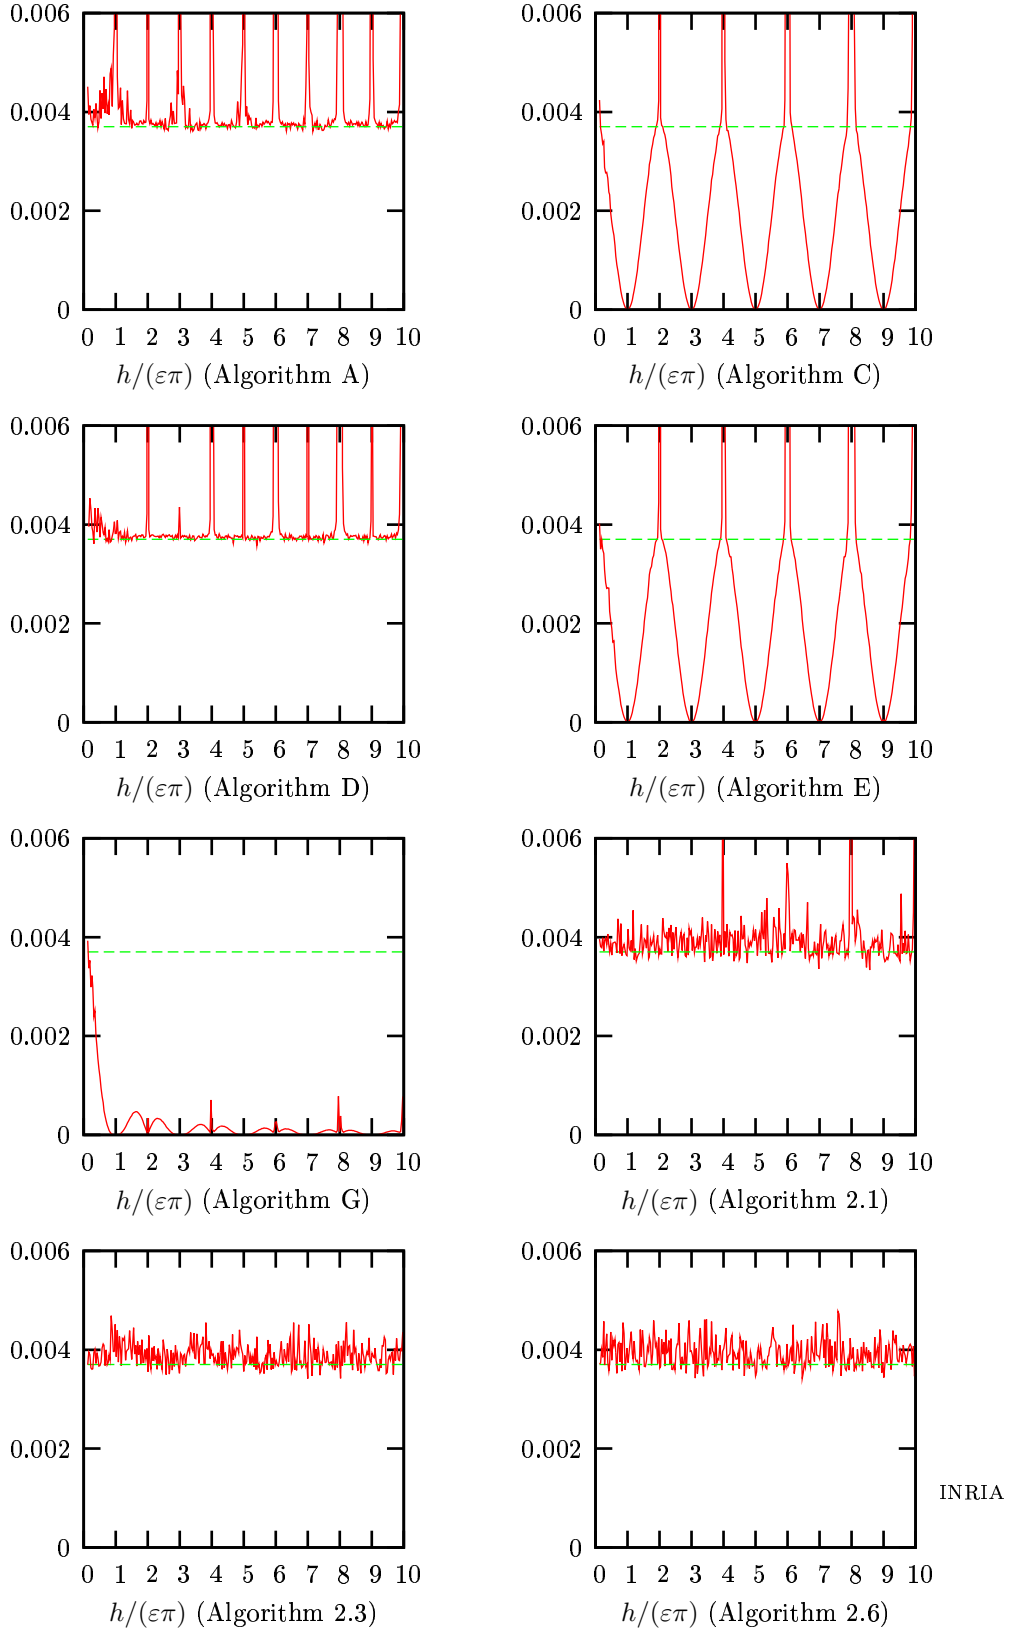 0.006 0.006
0.004 0.004
0.002 0.002
0 0
0 1 2 3 4 5 6 7 8 9 10 0 1 2 3 4 5 6 7 8 9 10
h/(επ) (Algorithm A) h/(επ) (Algorithm C)
0.006 0.006
0.004 0.004
0.002 0.002
0 0
0 1 2 3 4 5 6 7 8 9 10 0 1 2 3 4 5 6 7 8 9 10
h/(επ) (Algorithm D) h/(επ) (Algorithm E)
0.006 0.006
0.004 0.004
0.002 0.002
0 0
0 1 2 3 4 5 6 7 8 9 10 0 1 2 3 4 5 6 7 8 9 10
h/(επ) (Algorithm G) h/(επ) (Algorithm 2.1)
0.006 0.006
0.004 0.004
0.002 0.002
INRIA
0 0
0 1 2 3 4 5 6 7 8 9 10 0 1 2 3 4 5 6 7 8 9 10
h/(επ) (Algorithm 2.3) h/(επ) (Algorithm 2.6)